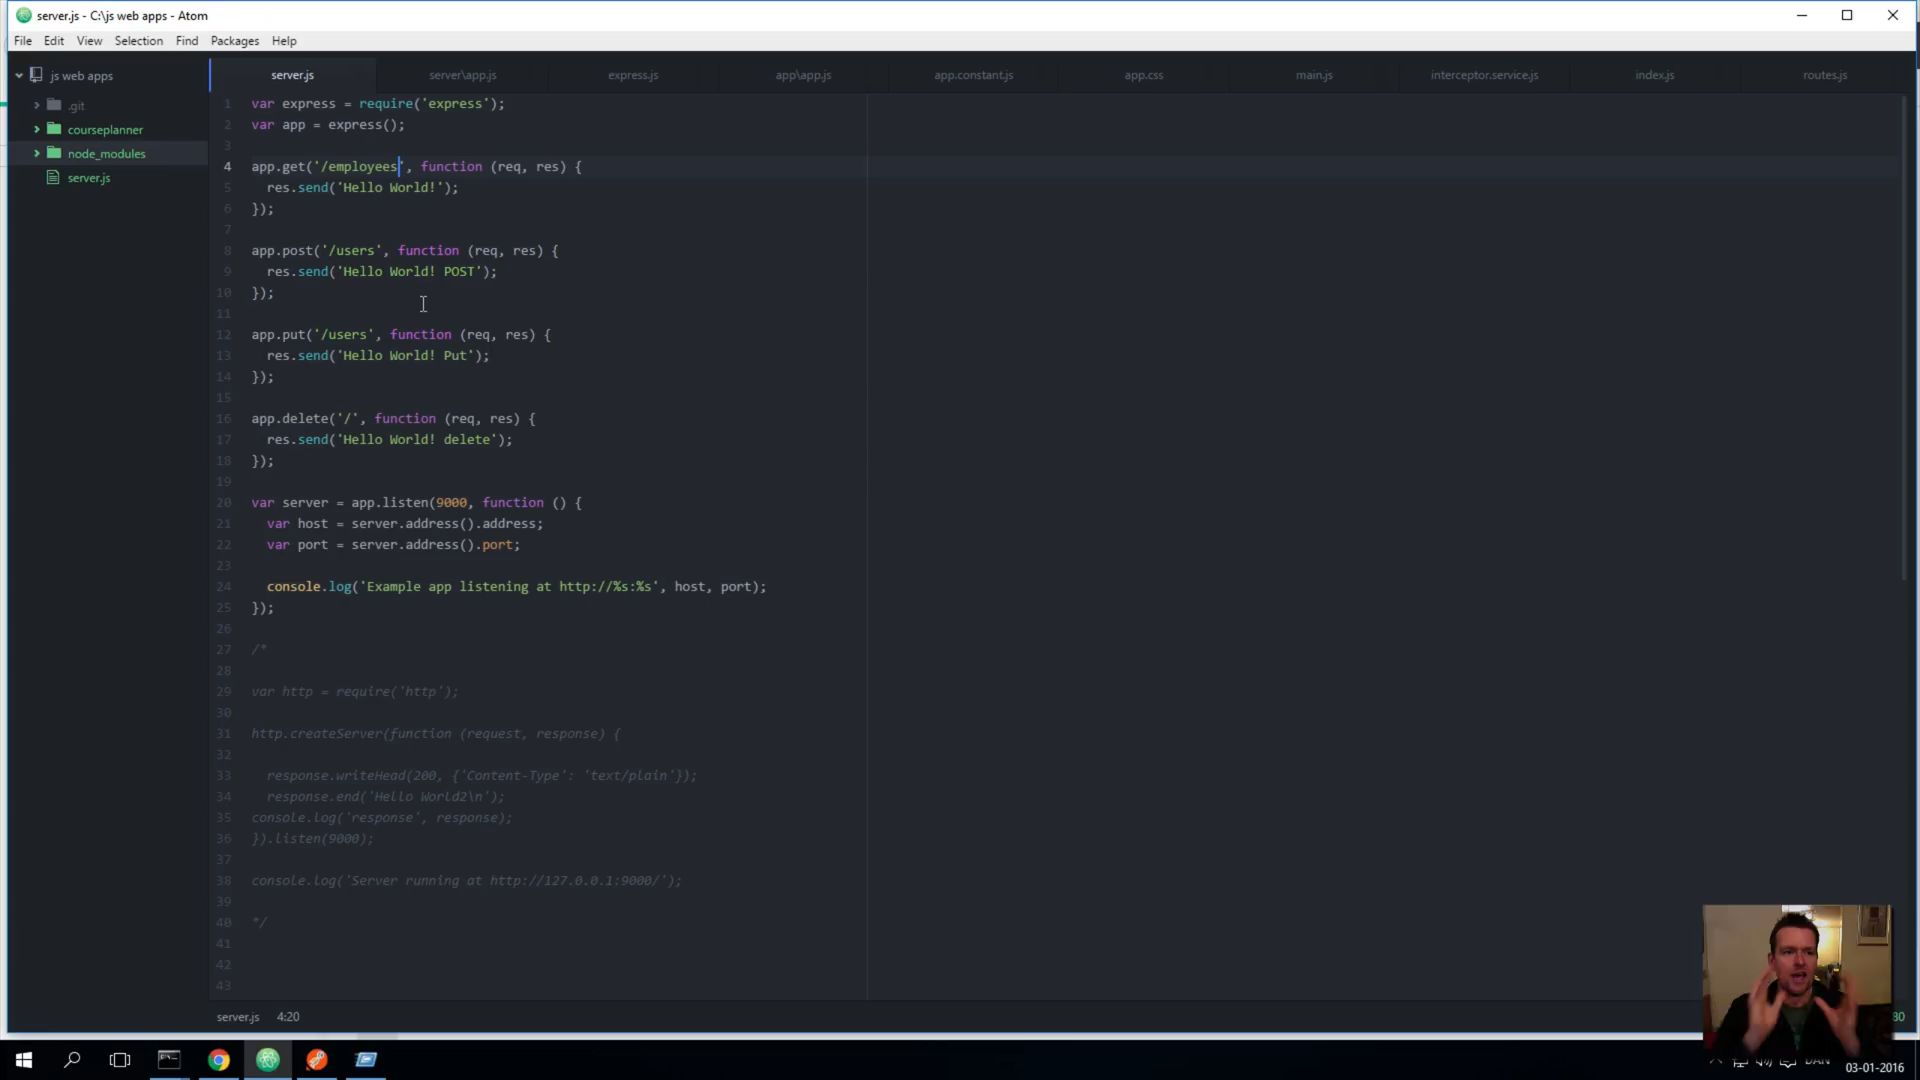 server.js - C:\js web apps - Atom
File Edit View Selection Find Packages Help
js web apps
.git
courseplanner
node_modules
server.js
server.js server\app.js express.js app\app.js app.constant.js app.css main.js interceptor.service.js index.js routes.js
1 var express = require('express');
2 var app = express();
3
4 app.get('/employees', function (req, res) {
5 res.send('Hello World!');
6 });
7
8 app.post('/users', function (req, res) {
9 res.send('Hello World! POST');
10 });
11
12 app.put('/users', function (req, res) {
13 res.send('Hello World! Put');
14 });
15
16 app.delete('/', function (req, res) {
17 res.send('Hello World! delete');
18 });
19
20 var server = app.listen(9000, function () {
21 var host = server.address().address;
22 var port = server.address().port;
23
24 console.log('Example app listening at http://%s:%s', host, port);
25 });
26
27 /*
28
29 var http = require('http');
30
31 http.createServer(function (request, response) {
32
33 response.writeHead(200, {'Content-Type': 'text/plain'});
34 response.end('Hello World2\n');
35 console.log('response', response);
36 }).listen(9000);
37
38 console.log('Server running at http://127.0.0.1:9000/');
39
40 */
41
42
43
server.js 4:20
03-01-2016